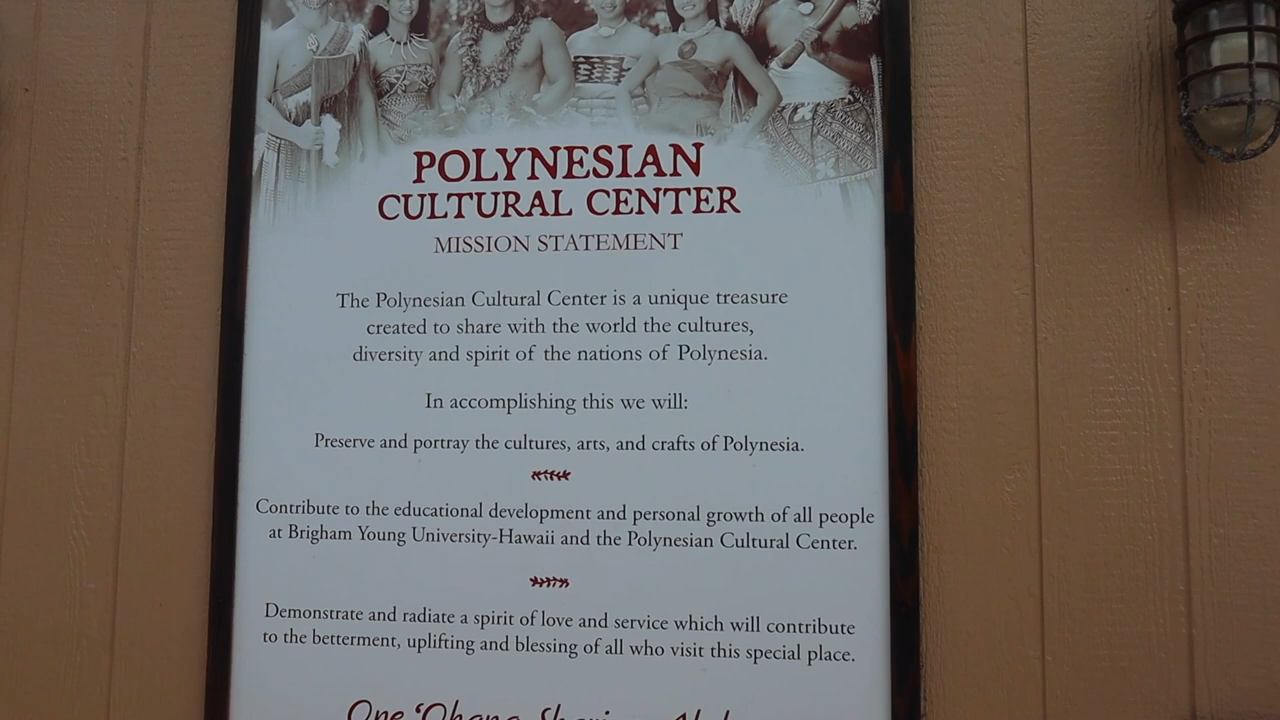 POLYNESIAN
CULTURAL CENTER
MISSION STATEMENT
The Polynesian Cultural Center is a unique treasure
created to share with the world the cultures,
diversity and spirit of the nations of Polynesia.
In accomplishing this we will:
Preserve and portray the cultures, arts, and crafts of Polynesia.
Contribute to the educational development and personal growth of all people
at Brigham Young University-Hawaii and the Polynesian Cultural Center.
Demonstrate and radiate a spirit of love and service which will contribute
to the betterment, uplifting and blessing of all who visit this special place.
One ‘Ohana